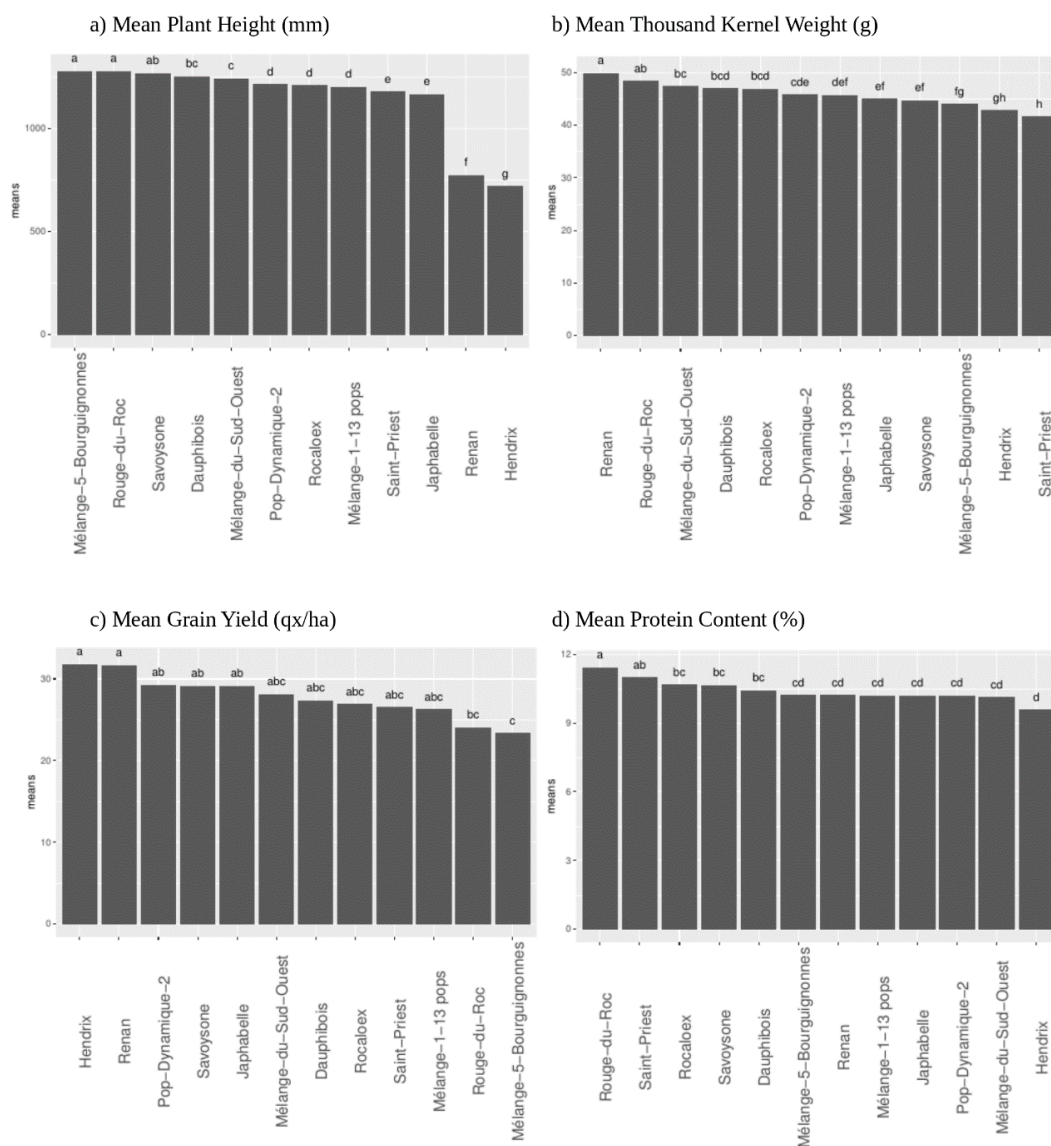 a) Mean Plant Height (mm)
a a ab bc c d d d e e f g
1000
500
0
means
Mélange−5−Bourguignonnes
Rouge−du−Roc
Savoysone
Dauphibois
Mélange−du−Sud−Ouest
Pop−Dynamique−2
Rocaloex
Mélange−1−13 pops
Saint−Priest
Japhabelle
Renan
Hendrix
b) Mean Thousand Kernel Weight (g)
a ab bc bcd bcd cde def ef ef fg gh h
50
40
30
20
10
0
means
Renan
Rouge−du−Roc
Mélange−du−Sud−Ouest
Dauphibois
Rocaloex
Pop−Dynamique−2
Mélange−1−13 pops
Japhabelle
Savoysone
Mélange−5−Bourguignonnes
Hendrix
Saint−Priest
c) Mean Grain Yield (qx/ha)
a a ab ab ab abc abc abc abc abc bc c
30
20
10
0
means
Hendrix
Renan
Pop−Dynamique−2
Savoysone
Japhabelle
Mélange−du−Sud−Ouest
Dauphibois
Rocaloex
Saint−Priest
Mélange−1−13 pops
Rouge−du−Roc
Mélange−5−Bourguignonnes
d) Mean Protein Content (%)
a ab bc bc bc cd cd cd cd cd cd d
12
9
6
3
0
means
Rouge−du−Roc
Saint−Priest
Rocaloex
Savoysone
Dauphibois
Mélange−5−Bourguignonnes
Renan
Mélange−1−13 pops
Japhabelle
Pop−Dynamique−2
Mélange−du−Sud−Ouest
Hendrix